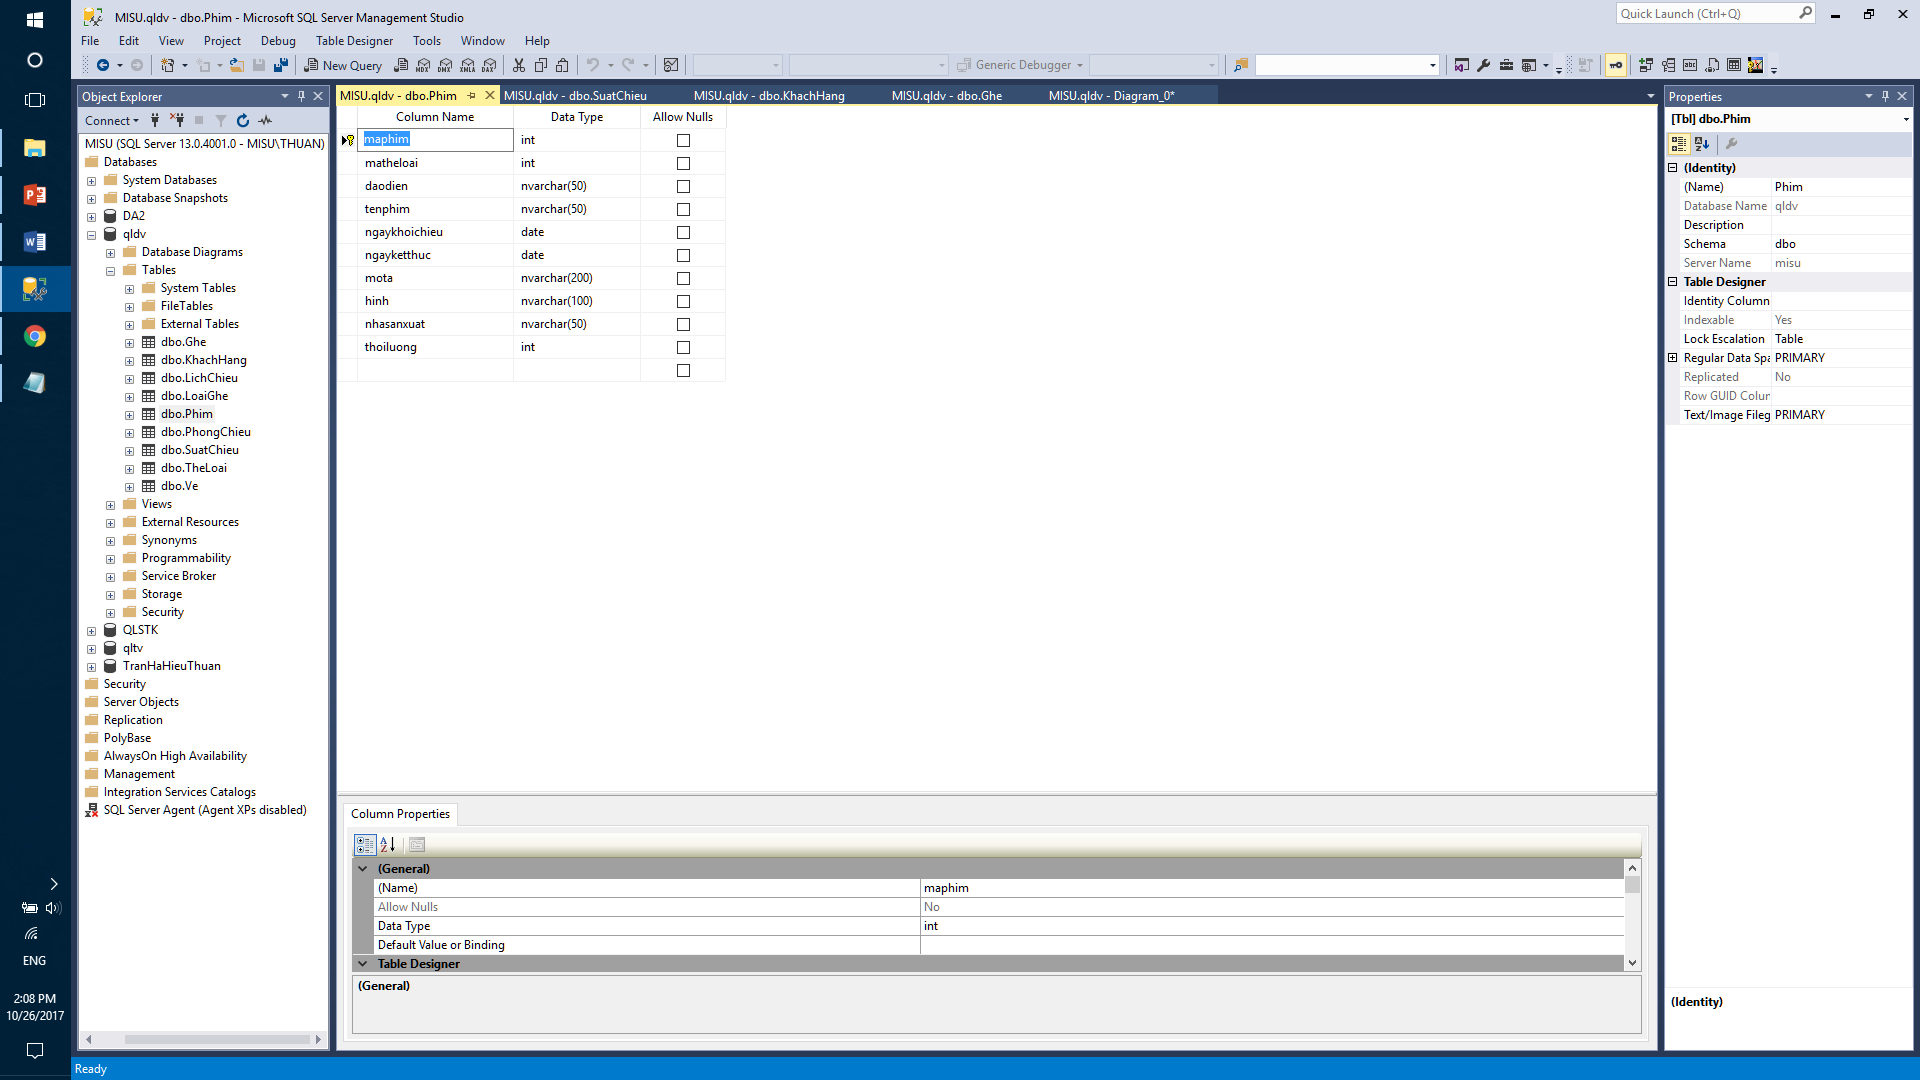 MISU.qldv - dbo.Phim - Microsoft SQL Server Management Studio
Quick Launch (Ctrl+Q)
File Edit View Project Debug Table Designer Tools Window Help
New Query
MDX DMX XMLA DAX
Generic Debugger
Object Explorer
Connect
MISU (SQL Server 13.0.4001.0 - MISU\THUAN)
Databases
System Databases
Database Snapshots
DA2
qldv
Database Diagrams
Tables
System Tables
FileTables
External Tables
dbo.Ghe
dbo.KhachHang
dbo.LichChieu
dbo.LoaiGhe
dbo.Phim
dbo.PhongChieu
dbo.SuatChieu
dbo.TheLoai
dbo.Ve
Views
External Resources
Synonyms
Programmability
Service Broker
Storage
Security
QLSTK
qltv
TranHaHieuThuan
Security
Server Objects
Replication
PolyBase
AlwaysOn High Availability
Management
Integration Services Catalogs
SQL Server Agent (Agent XPs disabled)
MISU.qldv - dbo.Phim MISU.qldv - dbo.SuatChieu MISU.qldv - dbo.KhachHang MISU.qldv - dbo.Ghe MISU.qldv - Diagram_0*
Column Name Data Type Allow Nulls
maphim int
matheloai int
daodien nvarchar(50)
tenphim nvarchar(50)
ngaykhoichieu date
ngayketthuc date
mota nvarchar(200)
hinh nvarchar(100)
nhasanxuat nvarchar(50)
thoiluong int
Column Properties
(General)
(Name) maphim
Allow Nulls No
Data Type int
Default Value or Binding
Table Designer
(General)
Properties
[Tbl] dbo.Phim
(Identity)
(Name) Phim
Database Name qldv
Description
Schema dbo
Server Name misu
Table Designer
Identity Column
Indexable Yes
Lock Escalation Table
Regular Data Spa PRIMARY
Replicated No
Row GUID Colur
Text/Image Fileg PRIMARY
(Identity)
ENG
2:08 PM
10/26/2017
Ready